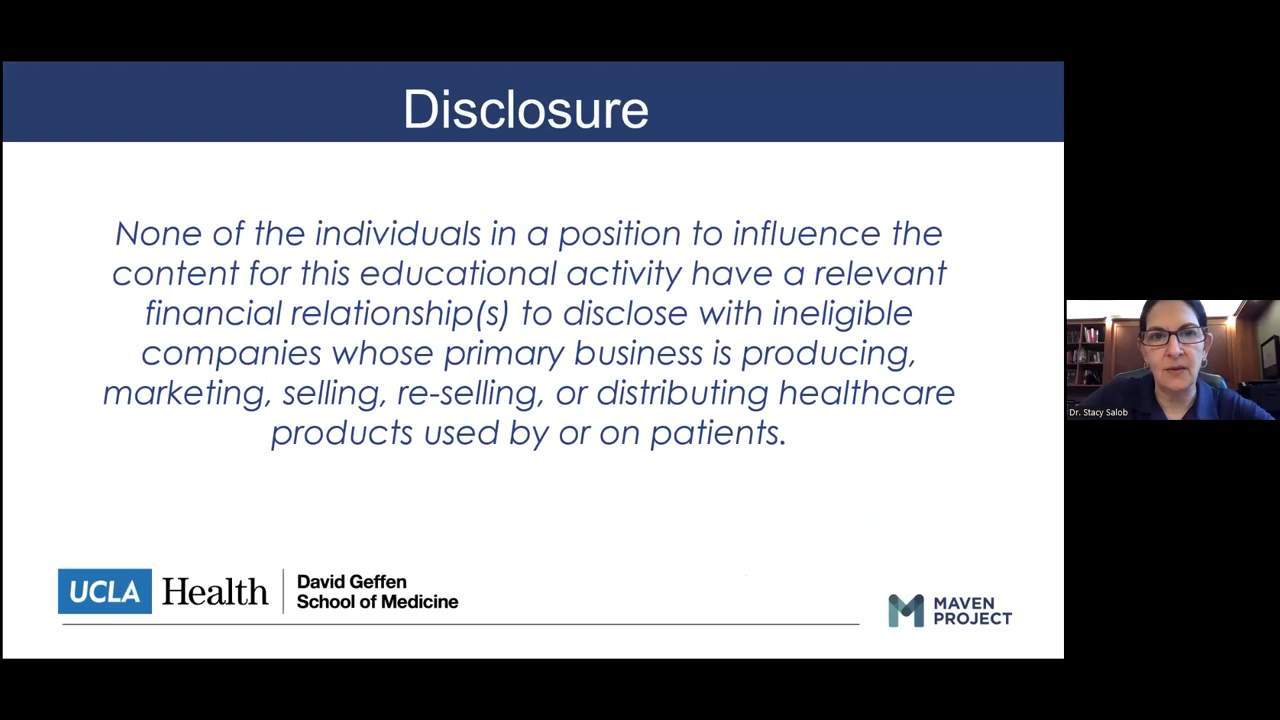 Disclosure
None of the individuals in a position to influence the
content for this educational activity have a relevant
financial relationship(s) to disclose with ineligible
companies whose primary business is producing,
marketing, selling, re-selling, or distributing healthcare
products used by or on patients.
Dr. Stacy Salob
UCLA Health
David Geffen
School of Medicine
MAVEN
PROJECT